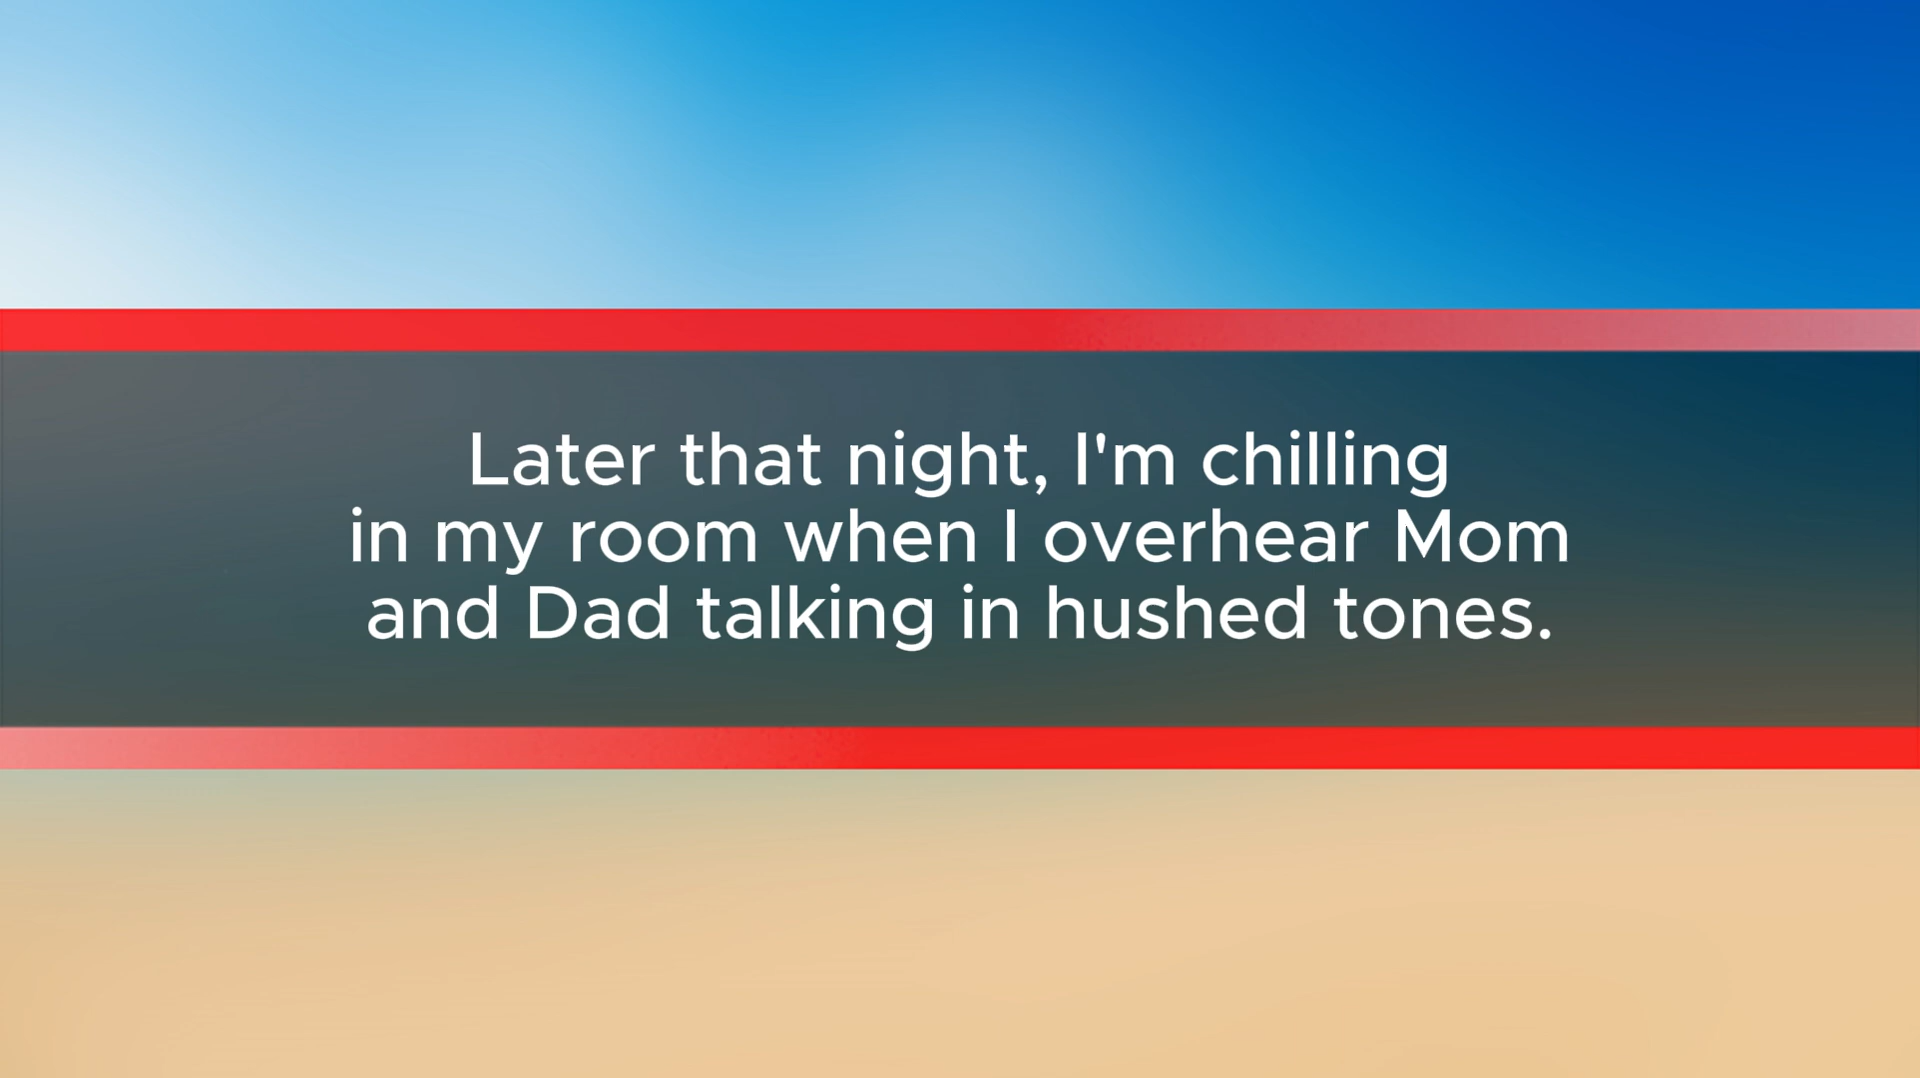 Later that night, I'm chilling
in my room when I overhear Mom
and Dad talking in hushed tones.